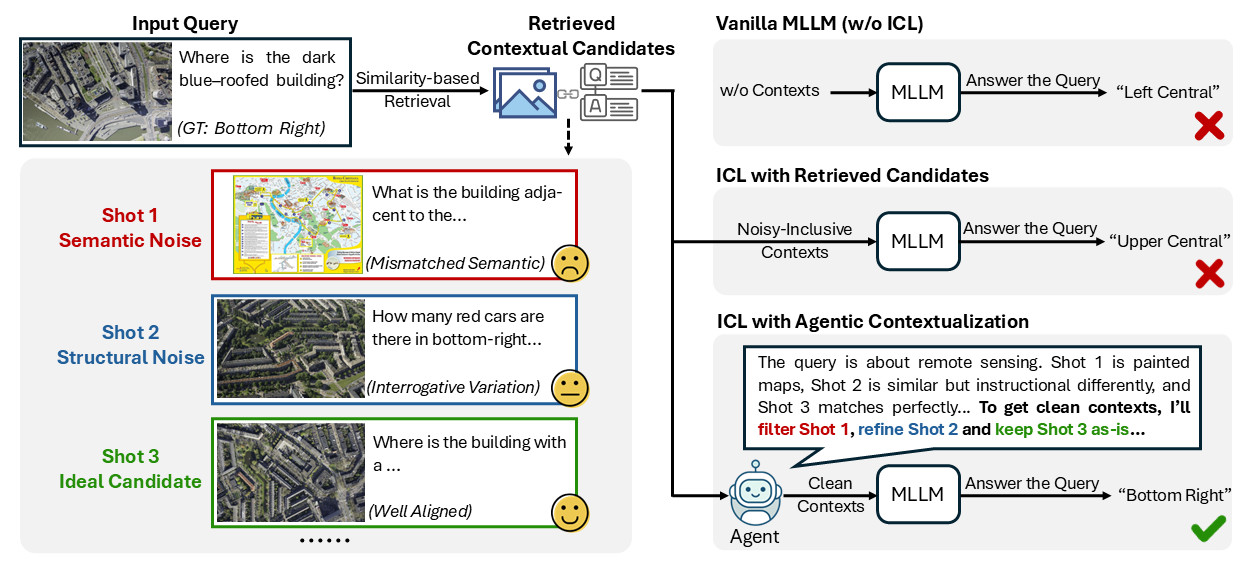 Input Query
Where is the dark
blue–roofed building?
(GT: Bottom Right)
Similarity-based
Retrieval
Retrieved
Contextual Candidates
Q
A
Shot 1
Semantic Noise
What is the building adja-
cent to the...
(Mismatched Semantic)
Shot 2
Structural Noise
How many red cars are
there in bottom-right...
(Interrogative Variation)
Shot 3
Ideal Candidate
Where is the building with
a ...
(Well Aligned)
......
Vanilla MLLM (w/o ICL)
w/o Contexts
MLLM
Answer the Query
“Left Central”
ICL with Retrieved Candidates
Noisy-Inclusive
Contexts
MLLM
Answer the Query
“Upper Central”
ICL with Agentic Contextualization
The query is about remote sensing. Shot 1 is painted
maps, Shot 2 is similar but instructional differently, and
Shot 3 matches perfectly... To get clean contexts, I’ll
filter Shot 1, refine Shot 2 and keep Shot 3 as-is...
Agent
Clean
Contexts
MLLM
Answer the Query
“Bottom Right”